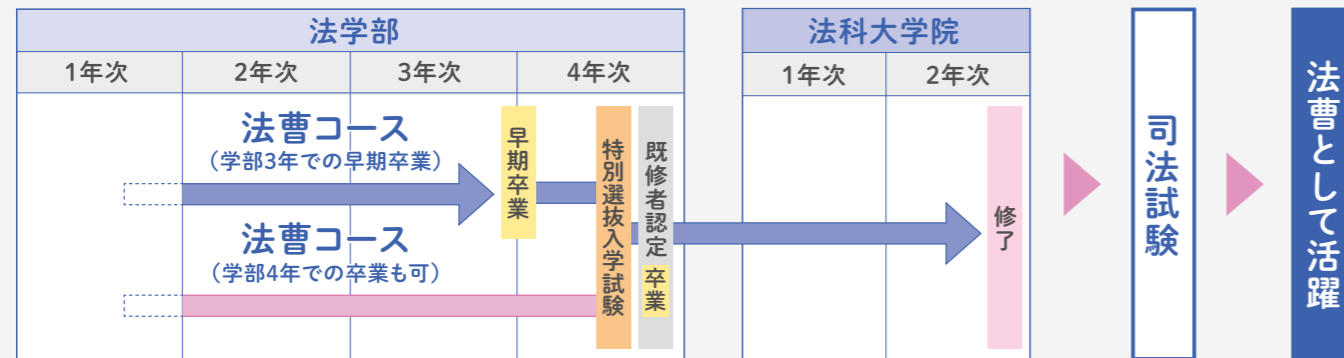 法学部
1年次
2年次
3年次
4年次
法曹コース
（学部3年での早期卒業）
早期卒業
法曹コース
（学部4年での卒業も可）
特別選抜入学試験
既修者認定
卒業
法科大学院
1年次
2年次
修了
司法試験
法曹として活躍